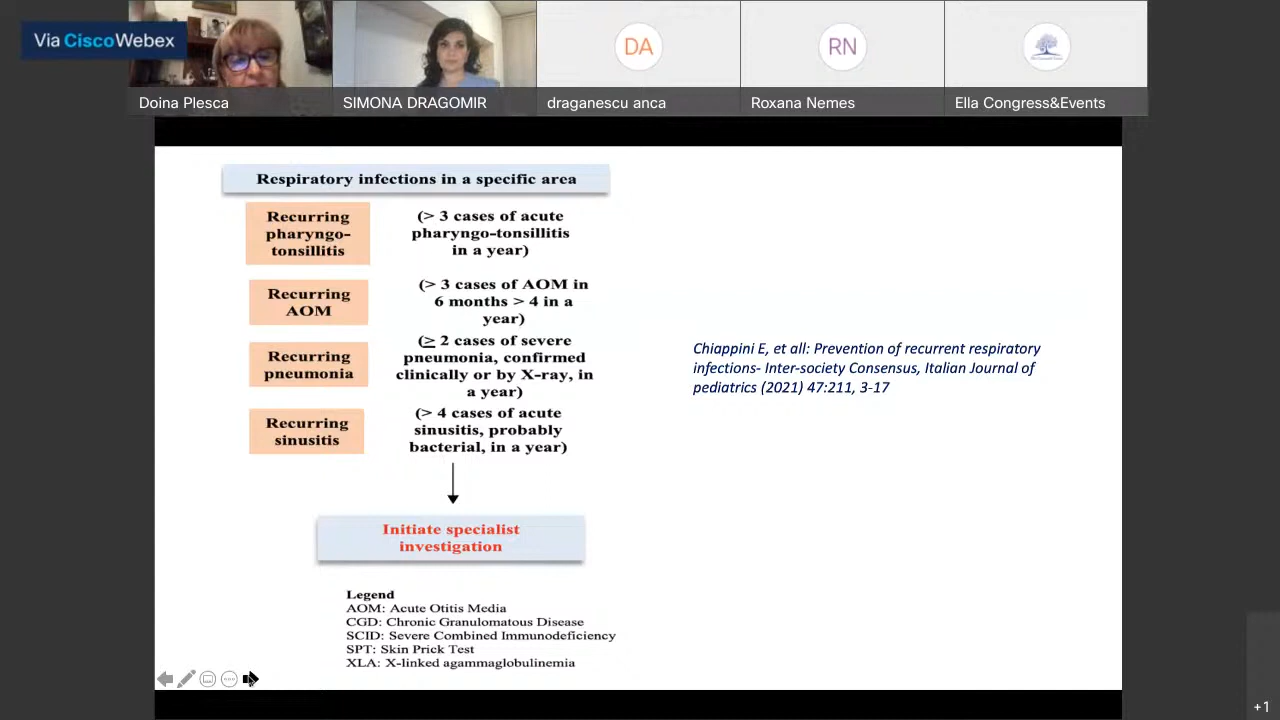 Via CiscoWebex
Doina Plesca
SIMONA DRAGOMIR
DA
draganescu anca
RN
Roxana Nemes
Ella Congress&Events
Respiratory infections in a specific area
Recurring
pharyngo-
tonsillitis
(> 3 cases of acute
pharyngo-tonsillitis
in a year)
Recurring
AOM
(> 3 cases of AOM in
6 months > 4 in a
year)
Recurring
pneumonia
(≥ 2 cases of severe
pneumonia, confirmed
clinically or by X-ray, in
a year)
Recurring
sinusitis
(> 4 cases of acute
sinusitis, probably
bacterial, in a year)
Initiate specialist
investigation
Legend
AOM: Acute Otitis Media
CGD: Chronic Granulomatous Disease
SCID: Severe Combined Immunodeficiency
SPT: Skin Prick Test
XLA: X-linked agammaglobulinemia
Chiappini E, et all: Prevention of recurrent respiratory
infections- Inter-society Consensus, Italian Journal of
pediatrics (2021) 47:211, 3-17
+1